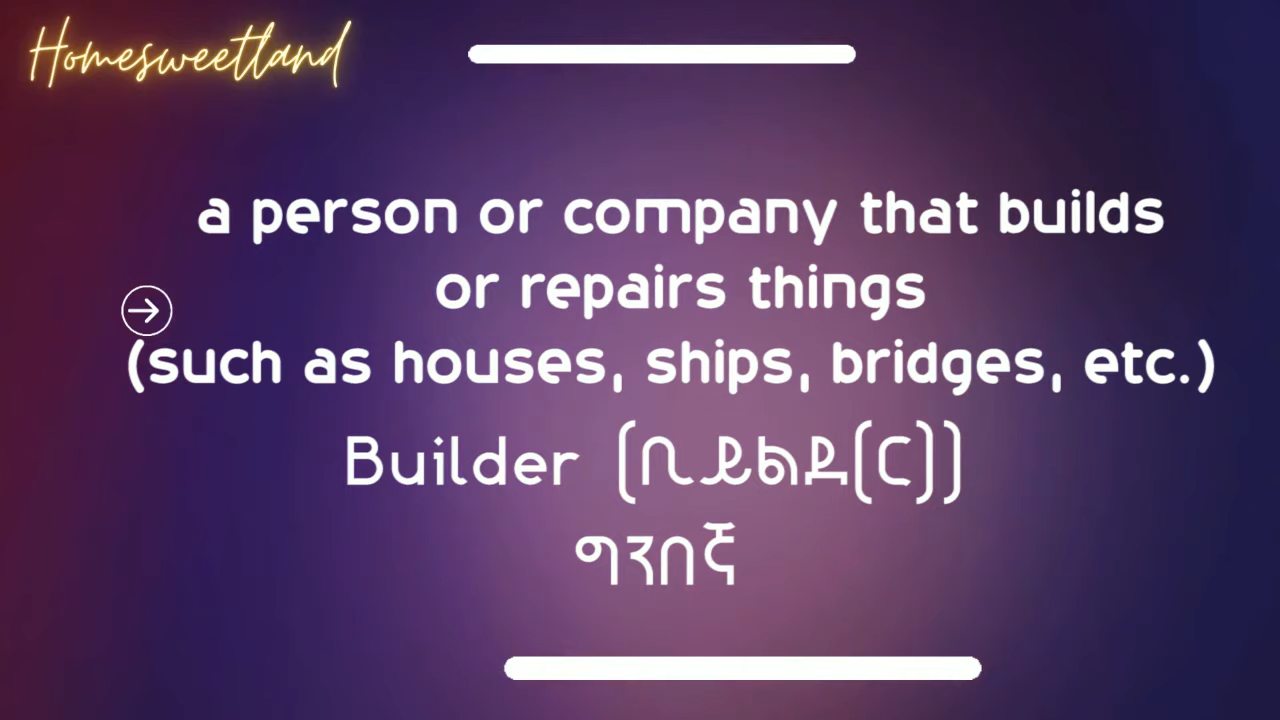 Homesweetland
a person or company that builds
or repairs things
(such as houses, ships, bridges, etc.)
Builder (ቢይልዴ(ር))
ግንበኛ